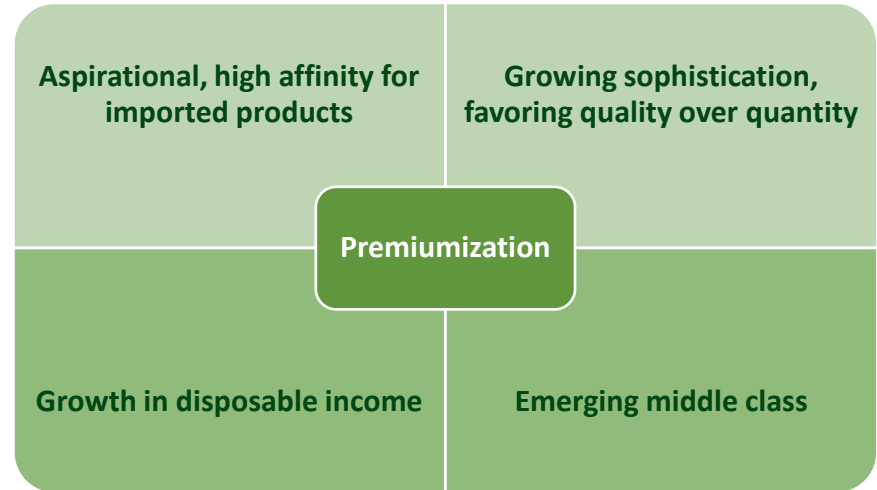 Aspirational, high affinity for
imported products
Growing sophistication,
favoring quality over quantity
Premiumization
Growth in disposable income
Emerging middle class